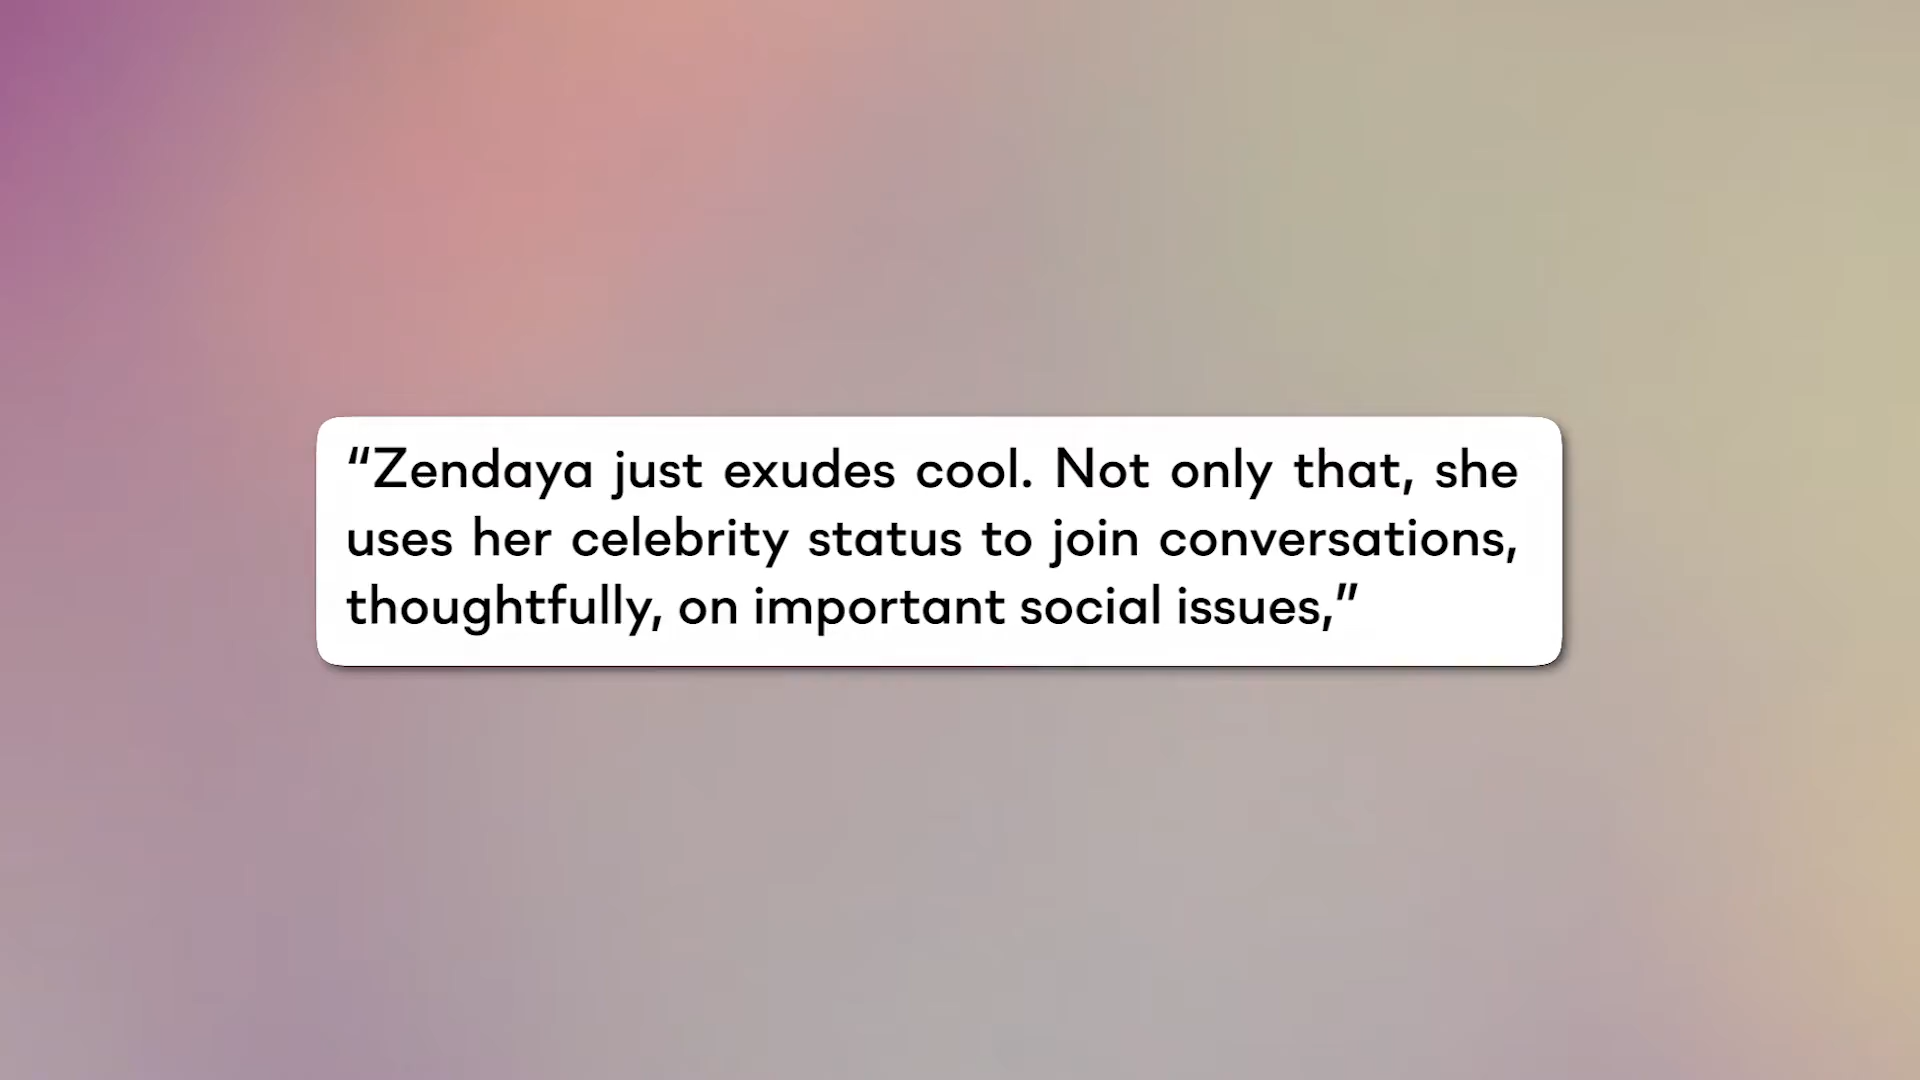 “Zendaya just exudes cool. Not only that, she
uses her celebrity status to join conversations,
thoughtfully, on important social issues,”